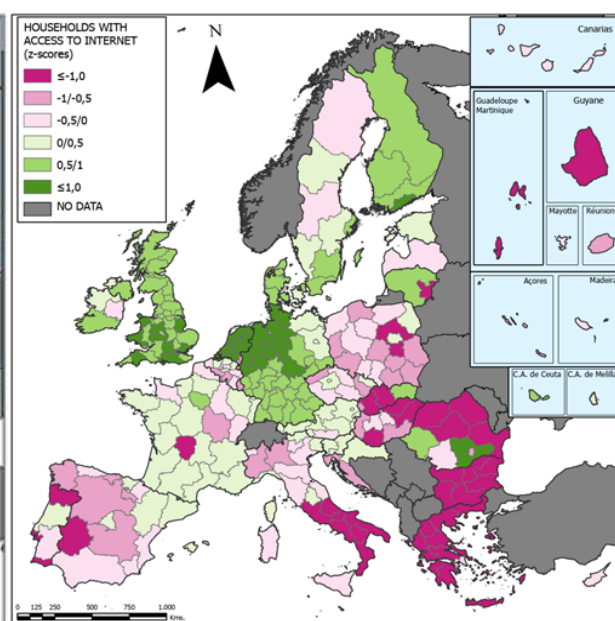 HOUSEHOLDS WITH
ACCESS TO INTERNET
(z-scores)
≤-1,0
-1/-0,5
-0,5/0
0/0,5
0,5/1
≤1,0
NO DATA
N
Canarias
Guadeloupe
Martinique
Guyane
Mayotte
Réunion
Açores
Madeira
C.A. de Ceuta
C.A. de Melilla
0 125 250 500 750 1.000
Kms.